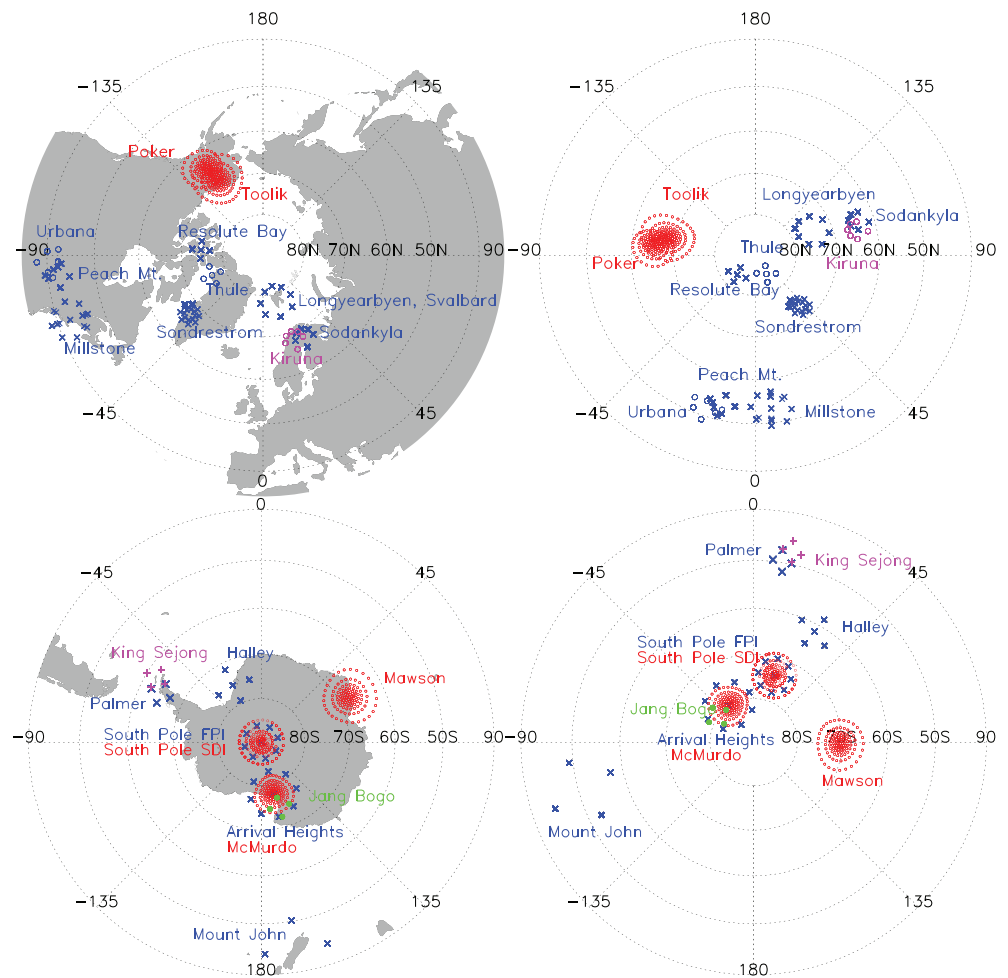 180
-135
135
Poker
Toolik
Urbana
Resolute Bay
-90
80N 70N 60N 50N
90
Peach Mt.
Thule
Longyearbyen, Svalbard
Sondrestrom
Sodankyla
Millstone
Kiruna
-45
45
0
180
-135
135
Longyearbyen
Toolik
Sodankyla
Thule
-90
80N 70N 60N 50N
90
Poker
Kiruna
Resolute Bay
Sondrestrom
Peach Mt.
Urbana
Millstone
-45
45
0
0
-45
45
King Sejong
Halley
Mawson
Palmer
South Pole FPI
-90
80S 70S 60S 50S
90
South Pole SDI
Jang Bogo
Arrival Heights
McMurdo
-135
135
Mount John
180
0
Palmer
King Sejong
-45
45
Halley
South Pole FPI
South Pole SDI
Jang Bogo
-90
Arrival Heights
80S 70S 60S 50S
90
McMurdo
Mawson
Mount John
-135
135
180